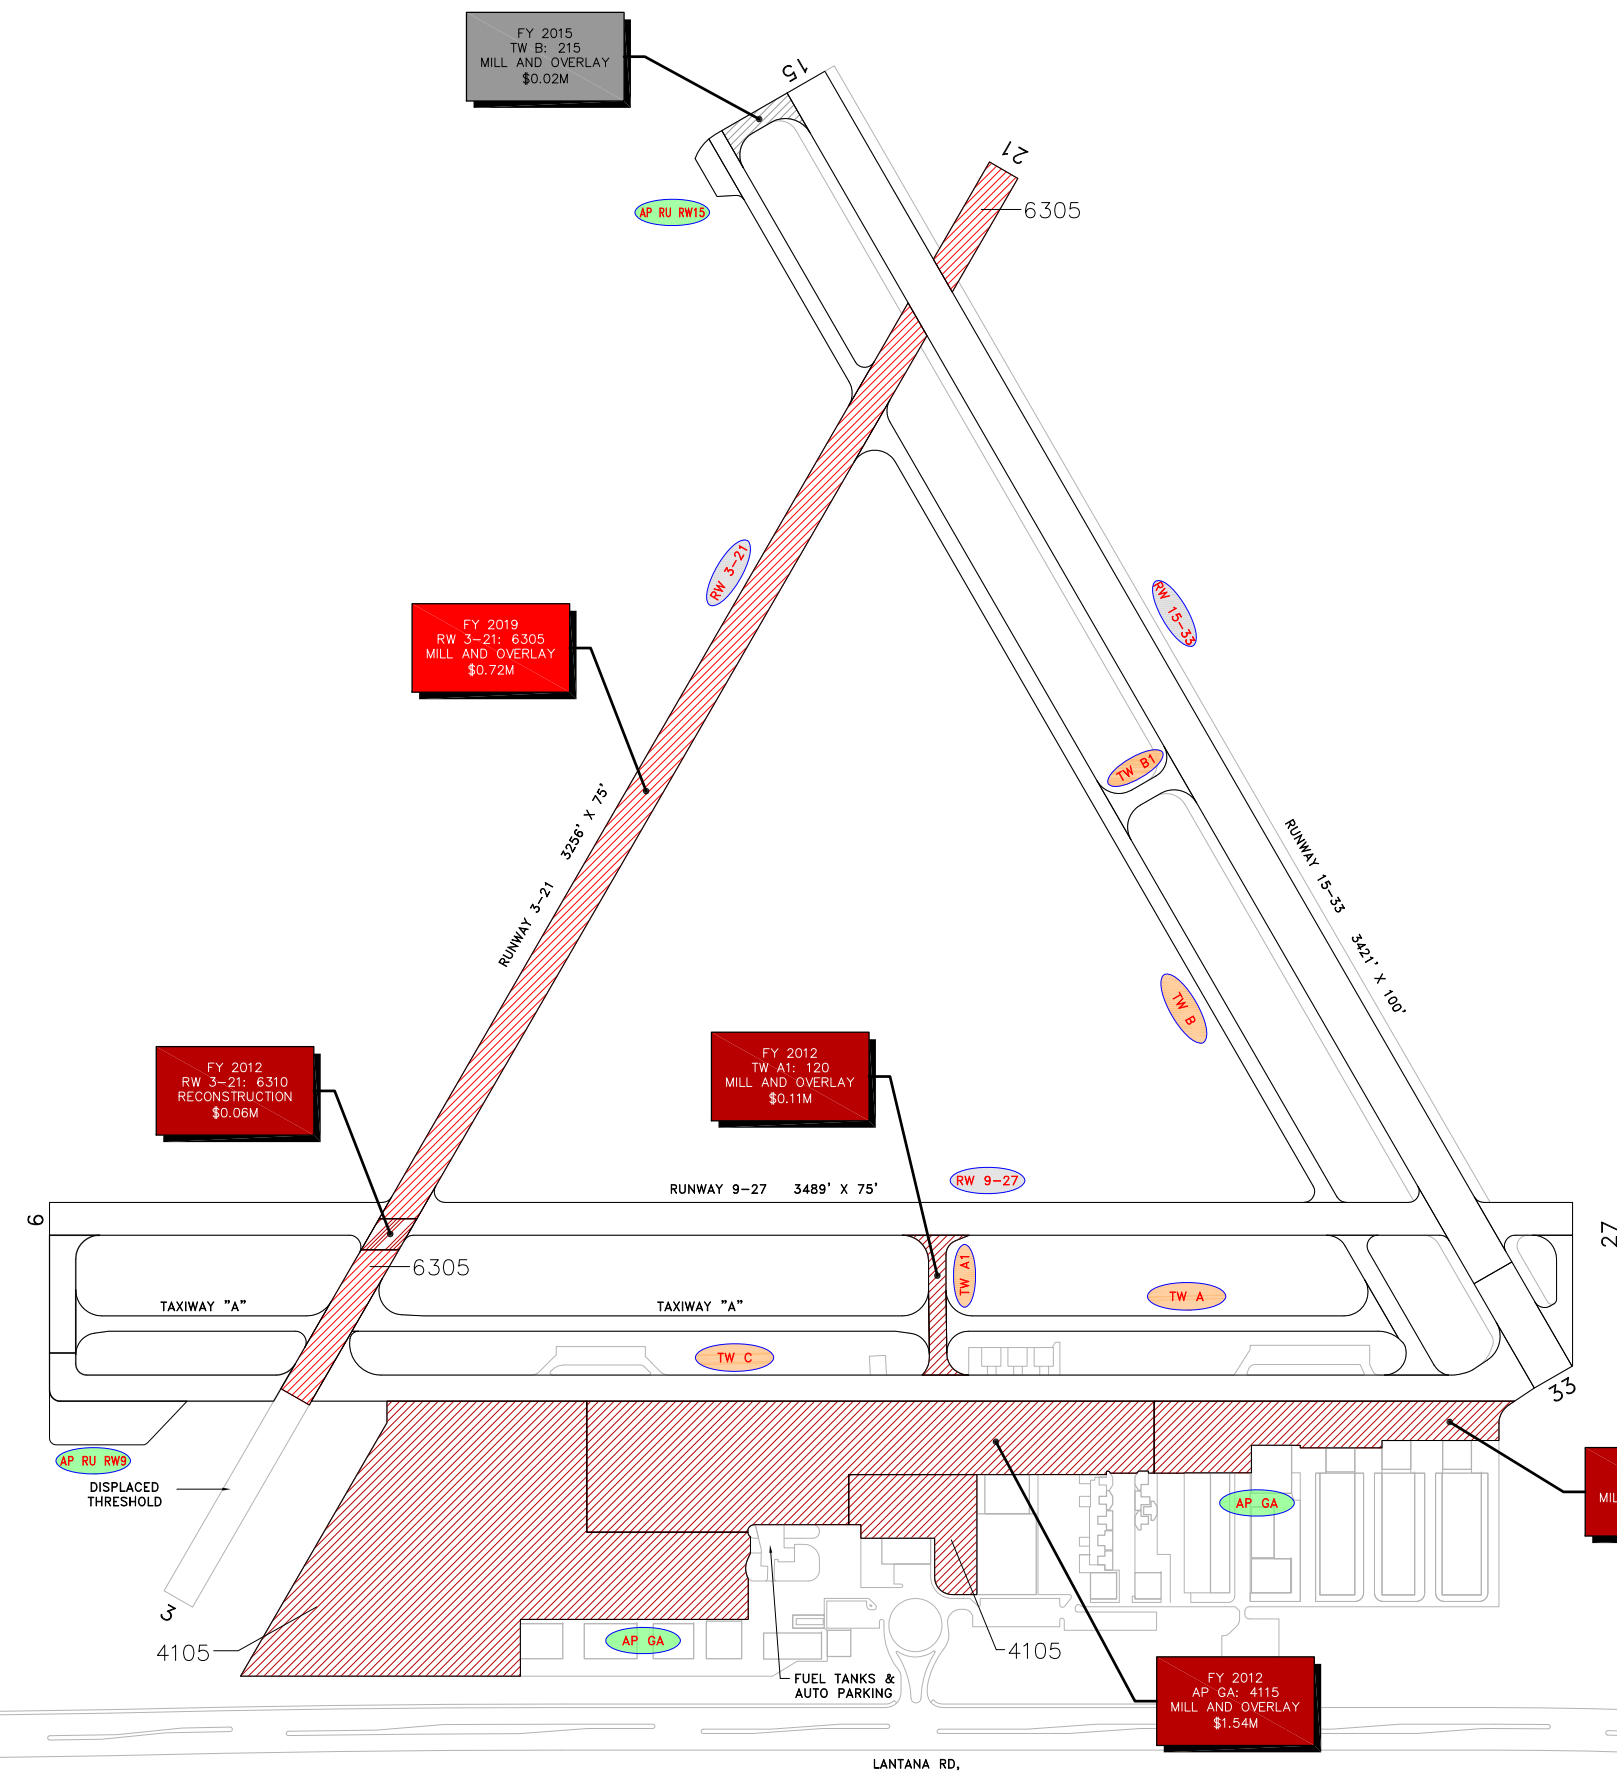 FY 2015
TW B: 215
MILL AND OVERLAY
$0.02M
15
21
6305
AP RU RW15
RW 3-21
RW 15-33
FY 2019
RW 3-21: 6305
MILL AND OVERLAY
$0.72M
TW B1
RUNWAY 3-21 3256' X 75'
RUNWAY 15-33 3421' X 100'
TW B
FY 2012
RW 3-21: 6310
RECONSTRUCTION
$0.06M
FY 2012
TW A1: 120
MILL AND OVERLAY
$0.11M
RW 9-27
RUNWAY 9-27 3489' X 75'
9
27
6305
TW A1
TW A
TAXIWAY "A"
TAXIWAY "A"
TW C
33
AP RU RW9
DISPLACED
THRESHOLD
AP GA
MIL
3
4105
AP GA
4105
FUEL TANKS &
AUTO PARKING
FY 2012
AP GA: 4115
MILL AND OVERLAY
$1.54M
LANTANA RD,